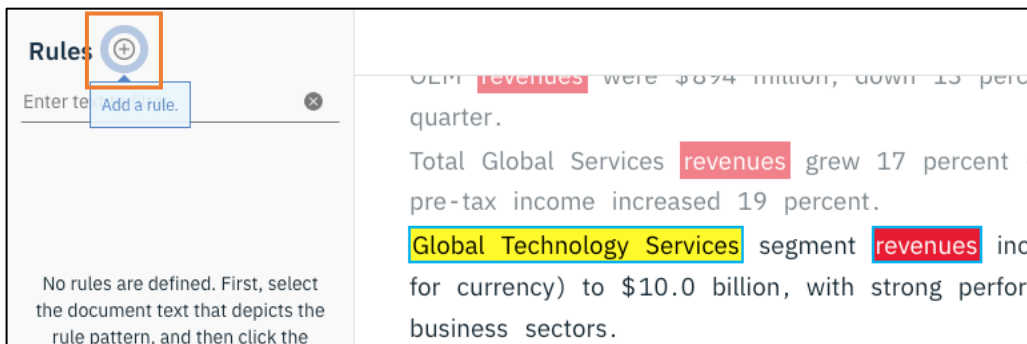 Rules
Enter te
Add a rule.
No rules are defined. First, select
the document text that depicts the
rule pattern, and then click the
OEM revenues were $894 million, down 13 perc
quarter.
Total Global Services revenues grew 17 percent
pre-tax income increased 19 percent.
Global Technology Services segment revenues inc
for currency) to $10.0 billion, with strong perfor
business sectors.